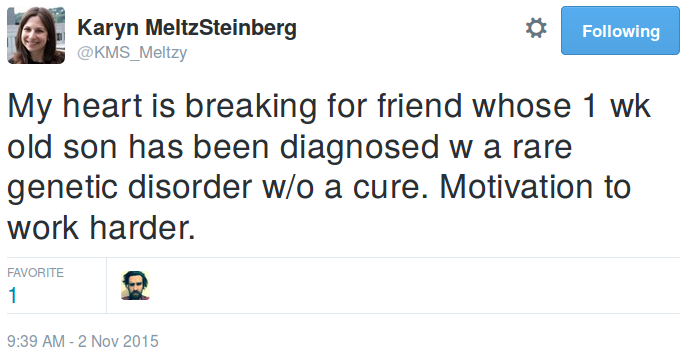 Karyn MeltzSteinberg
@KMS_Meltzy
Following
My heart is breaking for friend whose 1 wk
old son has been diagnosed w a rare
genetic disorder w/o a cure. Motivation to
work harder.
FAVORITE
1
9:39 AM - 2 Nov 2015